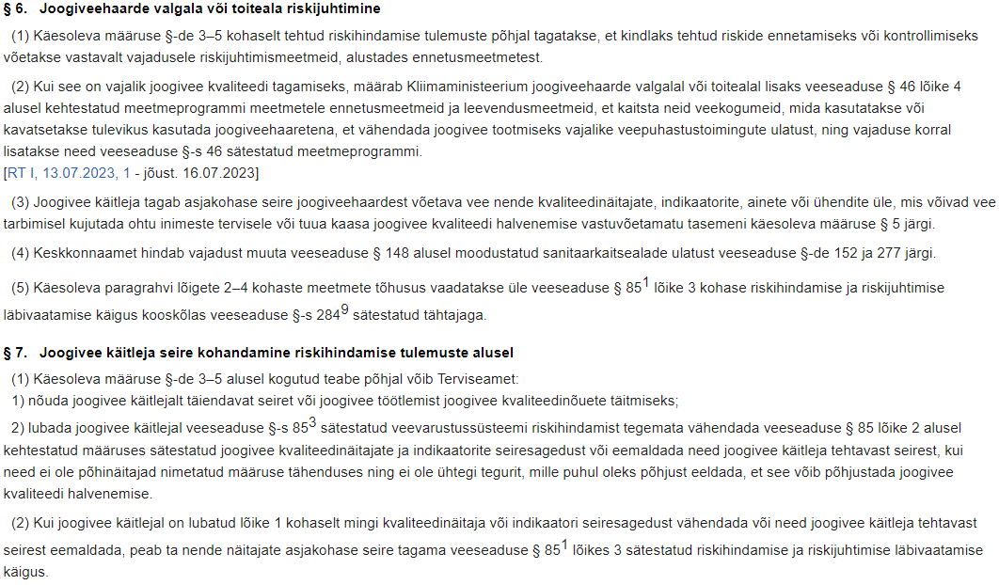 § 6. Joogiveehaarde valgala või toiteala riskijuhtimine
(1) Käesoleva määruse §-de 3–5 kohaselt tehtud riskihindamise tulemuste põhjal tagatakse, et kindlaks tehtud riskide ennetamiseks või kontrollimiseks
võetakse vastavalt vajadusele riskijuhtimismeetmeid, alustades ennetusmeetmetest.
(2) Kui see on vajalik joogivee kvaliteedi tagamiseks, määrab Kliimaministeerium joogiveehaarde valgalal või toitealal lisaks veeseaduse § 46 lõike 4
alusel kehtestatud meetmeprogrammi meetmetele ennetusmeetmeid ja leevendusmeetmeid, et kaitsta neid veekogumeid, mida kasutatakse või
kavatsetakse tulevikus kasutada joogiveehaaretena, et vähendada joogivee tootmiseks vajalike veepuhastustoimingute ulatust, ning vajaduse korral
lisatakse need veeseaduse §-s 46 sätestatud meetmeprogrammi.
[RT I, 13.07.2023, 1 - jõust. 16.07.2023]
(3) Joogivee käitleja tagab asjakohase seire joogiveehaardest võetava vee nende kvaliteedinäitajate, indikaatorite, ainete või ühendite üle, mis võivad vee
tarbimisel kujutada ohtu inimeste tervisele või tuua kaasa joogivee kvaliteedi halvenemise vastuvõetamatu tasemeni käesoleva määruse § 5 järgi.
(4) Keskkonnaamet hindab vajadust muuta veeseaduse § 148 alusel moodustatud sanitaarkaitsealade ulatust veeseaduse §-de 152 ja 277 järgi.
(5) Käesoleva paragrahvi lõigete 2–4 kohaste meetmete tõhusus vaadatakse üle veeseaduse § 85¹ lõike 3 kohase riskihindamise ja riskijuhtimise
läbivaatamise käigus kooskõlas veeseaduse §-s 284⁹ sätestatud tähtajaga.
§ 7. Joogivee käitleja seire kohandamine riskihindamise tulemuste alusel
(1) Käesoleva määruse §-de 3–5 alusel kogutud teabe põhjal võib Terviseamet:
1) nõuda joogivee käitlejalt täiendavat seiret või joogivee töötlemist joogivee kvaliteedinõuete täitmiseks;
2) lubada joogivee käitlejal veeseaduse §-s 85³ sätestatud veevarustussüsteemi riskihindamist tegemata vähendada veeseaduse § 85 lõike 2 alusel
kehtestatud määruses sätestatud joogivee kvaliteedinäitajate ja indikaatorite seiresagedust või eemaldada need joogivee käitleja tehtavast seirest, kui
need ei ole põhinäitajad nimetatud määruse tähenduses ning ei ole ühtegi tegurit, mille puhul oleks põhjust eeldada, et see võib põhjustada joogivee
kvaliteedi halvenemise.
(2) Kui joogivee käitlejal on lubatud lõike 1 kohaselt mingi kvaliteedinäitaja või indikaatori seiresagedust vähendada või need joogivee käitleja tehtavast
seirest eemaldada, peab ta nende näitajate asjakohase seire tagama veeseaduse § 85¹ lõikes 3 sätestatud riskihindamise ja riskijuhtimise läbivaatamise
käigus.